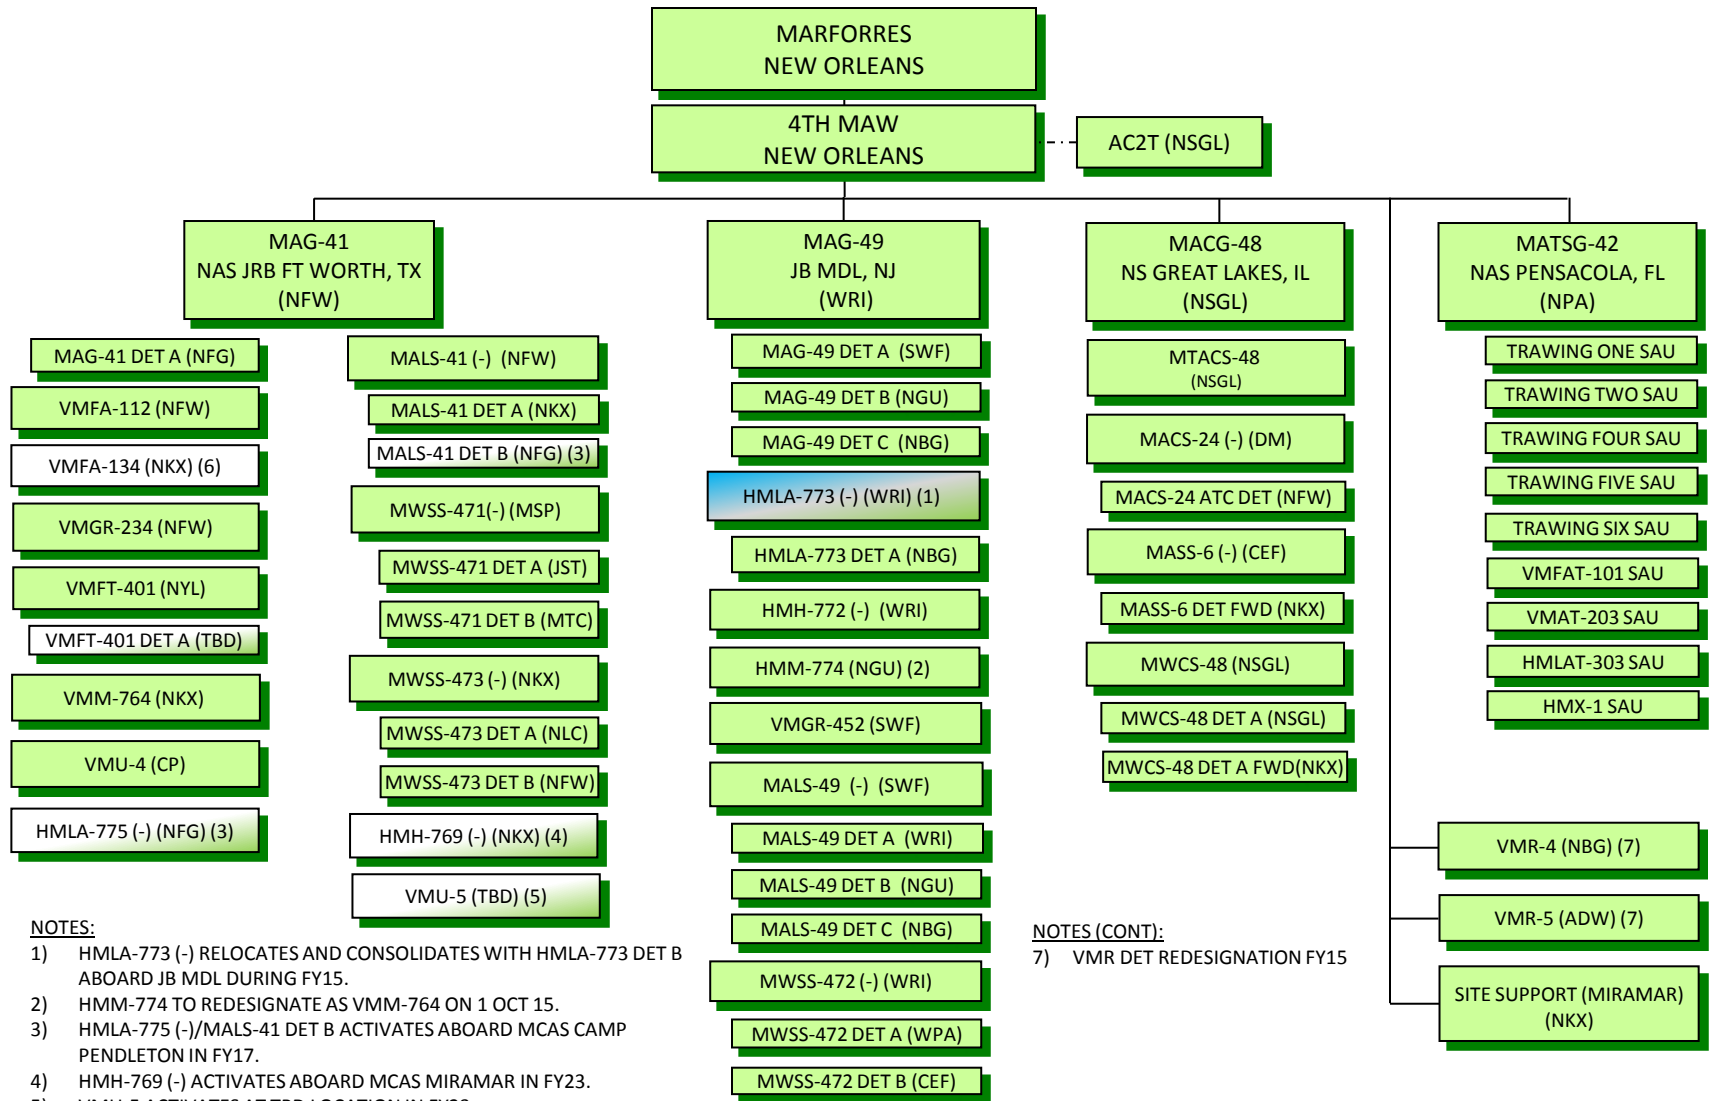 MARFORRES
NEW ORLEANS
4TH MAW
NEW ORLEANS
AC2T (NSGL)
MAG-41
NAS JRB FT WORTH, TX
(NFW)
MAG-41 DET A (NFG)
VMFA-112 (NFW)
VMFA-134 (NKX) (6)
VMGR-234 (NFW)
VMFT-401 (NYL)
VMFT-401 DET A (TBD)
VMM-764 (NKX)
VMU-4 (CP)
HMLA-775 (-) (NFG) (3)
MALS-41 (-) (NFW)
MALS-41 DET A (NKX)
MALS-41 DET B (NFG) (3)
MWSS-471(-) (MSP)
MWSS-471 DET A (JST)
MWSS-471 DET B (MTC)
MWSS-473 (-) (NKX)
MWSS-473 DET A (NLC)
MWSS-473 DET B (NFW)
HMH-769 (-) (NKX) (4)
VMU-5 (TBD) (5)
MAG-49
JB MDL, NJ
(WRI)
MAG-49 DET A (SWF)
MAG-49 DET B (NGU)
MAG-49 DET C (NBG)
HMLA-773 (-) (WRI) (1)
HMLA-773 DET A (NBG)
HMH-772 (-) (WRI)
HMM-774 (NGU) (2)
VMGR-452 (SWF)
MALS-49 (-) (SWF)
MALS-49 DET A (WRI)
MALS-49 DET B (NGU)
MALS-49 DET C (NBG)
MWSS-472 (-) (WRI)
MWSS-472 DET A (WPA)
MWSS-472 DET B (CEF)
MACG-48
NS GREAT LAKES, IL
(NSGL)
MTACS-48
(NSGL)
MACS-24 (-) (DM)
MACS-24 ATC DET (NFW)
MASS-6 (-) (CEF)
MASS-6 DET FWD (NKX)
MWCS-48 (NSGL)
MWCS-48 DET A (NSGL)
MWCS-48 DET A FWD(NKX)
MATSG-42
NAS PENSACOLA, FL
(NPA)
TRAWING ONE SAU
TRAWING TWO SAU
TRAWING FOUR SAU
TRAWING FIVE SAU
TRAWING SIX SAU
VMFAT-101 SAU
VMAT-203 SAU
HMLAT-303 SAU
HMX-1 SAU
VMR-4 (NBG) (7)
VMR-5 (ADW) (7)
SITE SUPPORT (MIRAMAR)
(NKX)
NOTES:
1) HMLA-773 (-) RELOCATES AND CONSOLIDATES WITH HMLA-773 DET B
ABOARD JB MDL DURING FY15.
2) HMM-774 TO REDESIGNATE AS VMM-764 ON 1 OCT 15.
3) HMLA-775 (-)/MALS-41 DET B ACTIVATES ABOARD MCAS CAMP
PENDLETON IN FY17.
4) HMH-769 (-) ACTIVATES ABOARD MCAS MIRAMAR IN FY23.
NOTES (CONT):
7) VMR DET REDESIGNATION FY15